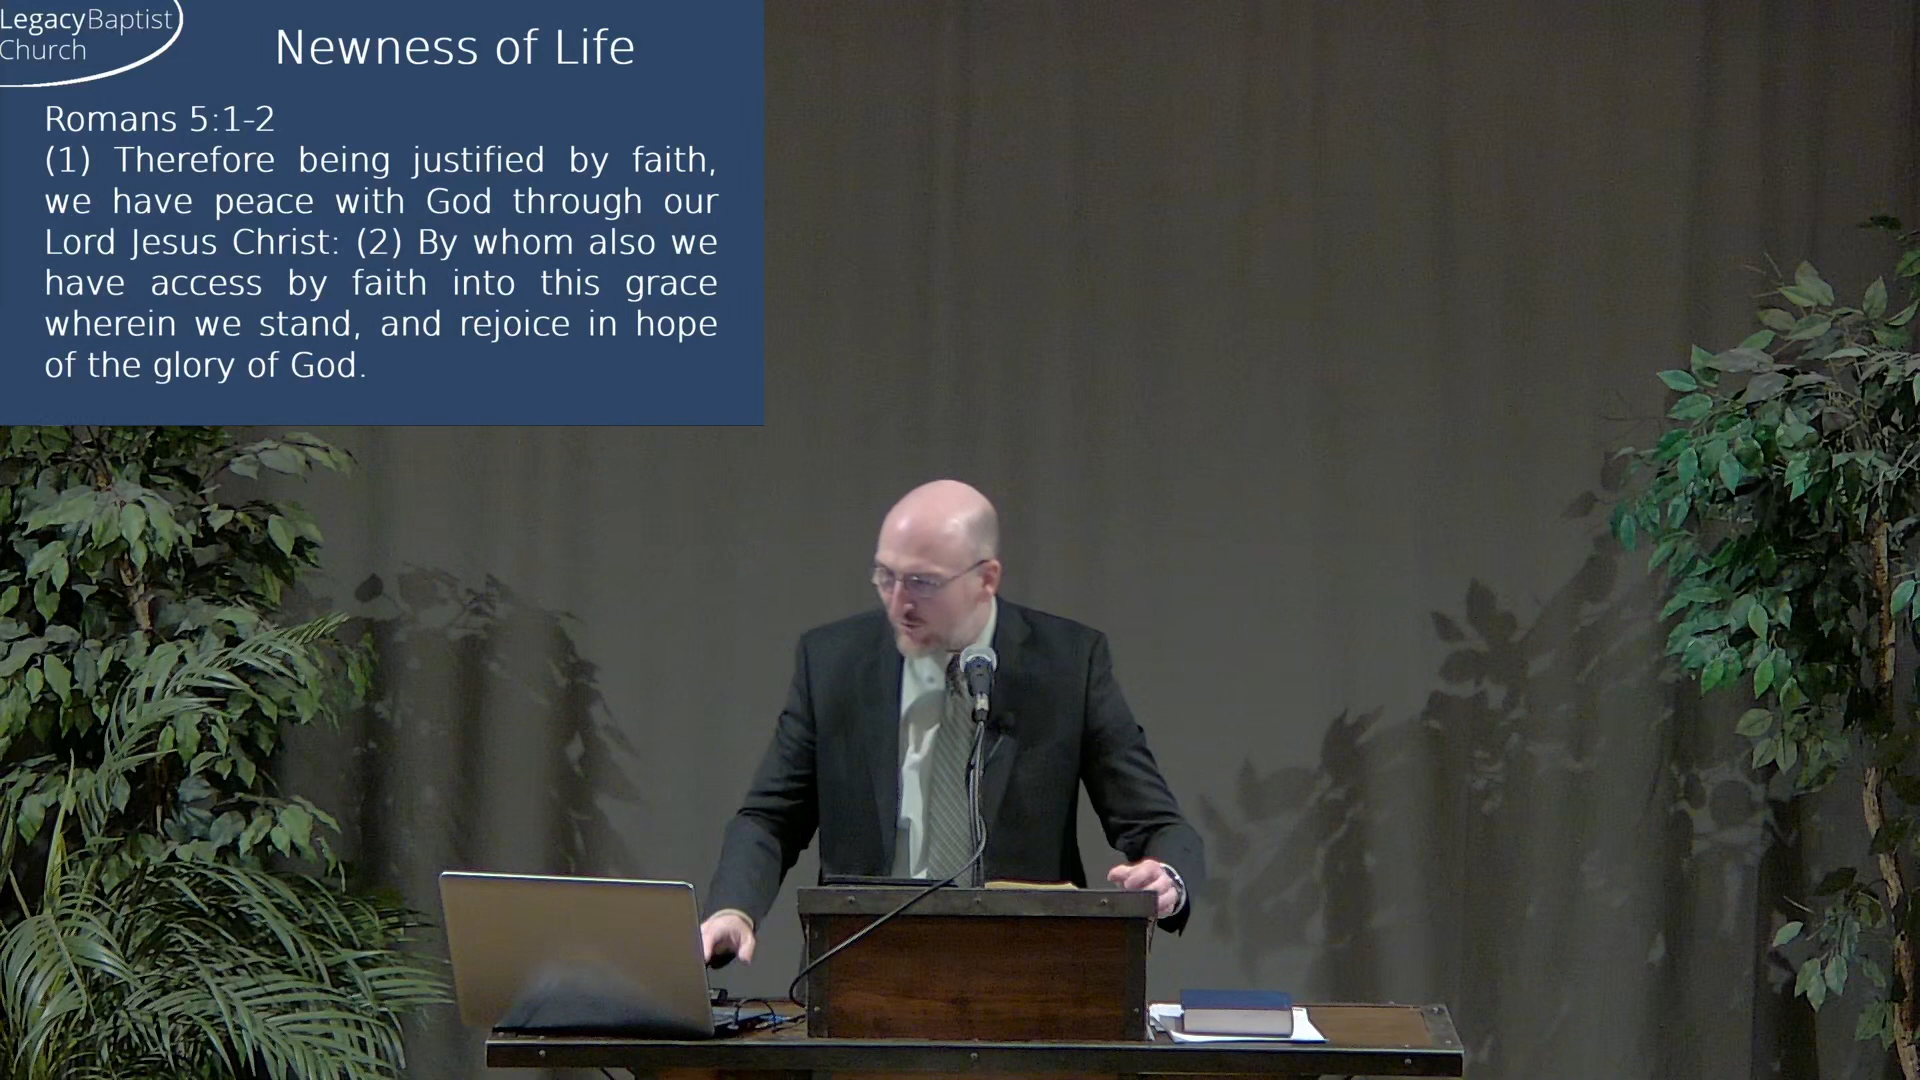 LegacyBaptist
Church
Newness of Life
Romans 5:1-2
(1) Therefore being justified by faith,
we have peace with God through our
Lord Jesus Christ: (2) By whom also we
have access by faith into this grace
wherein we stand, and rejoice in hope
of the glory of God.